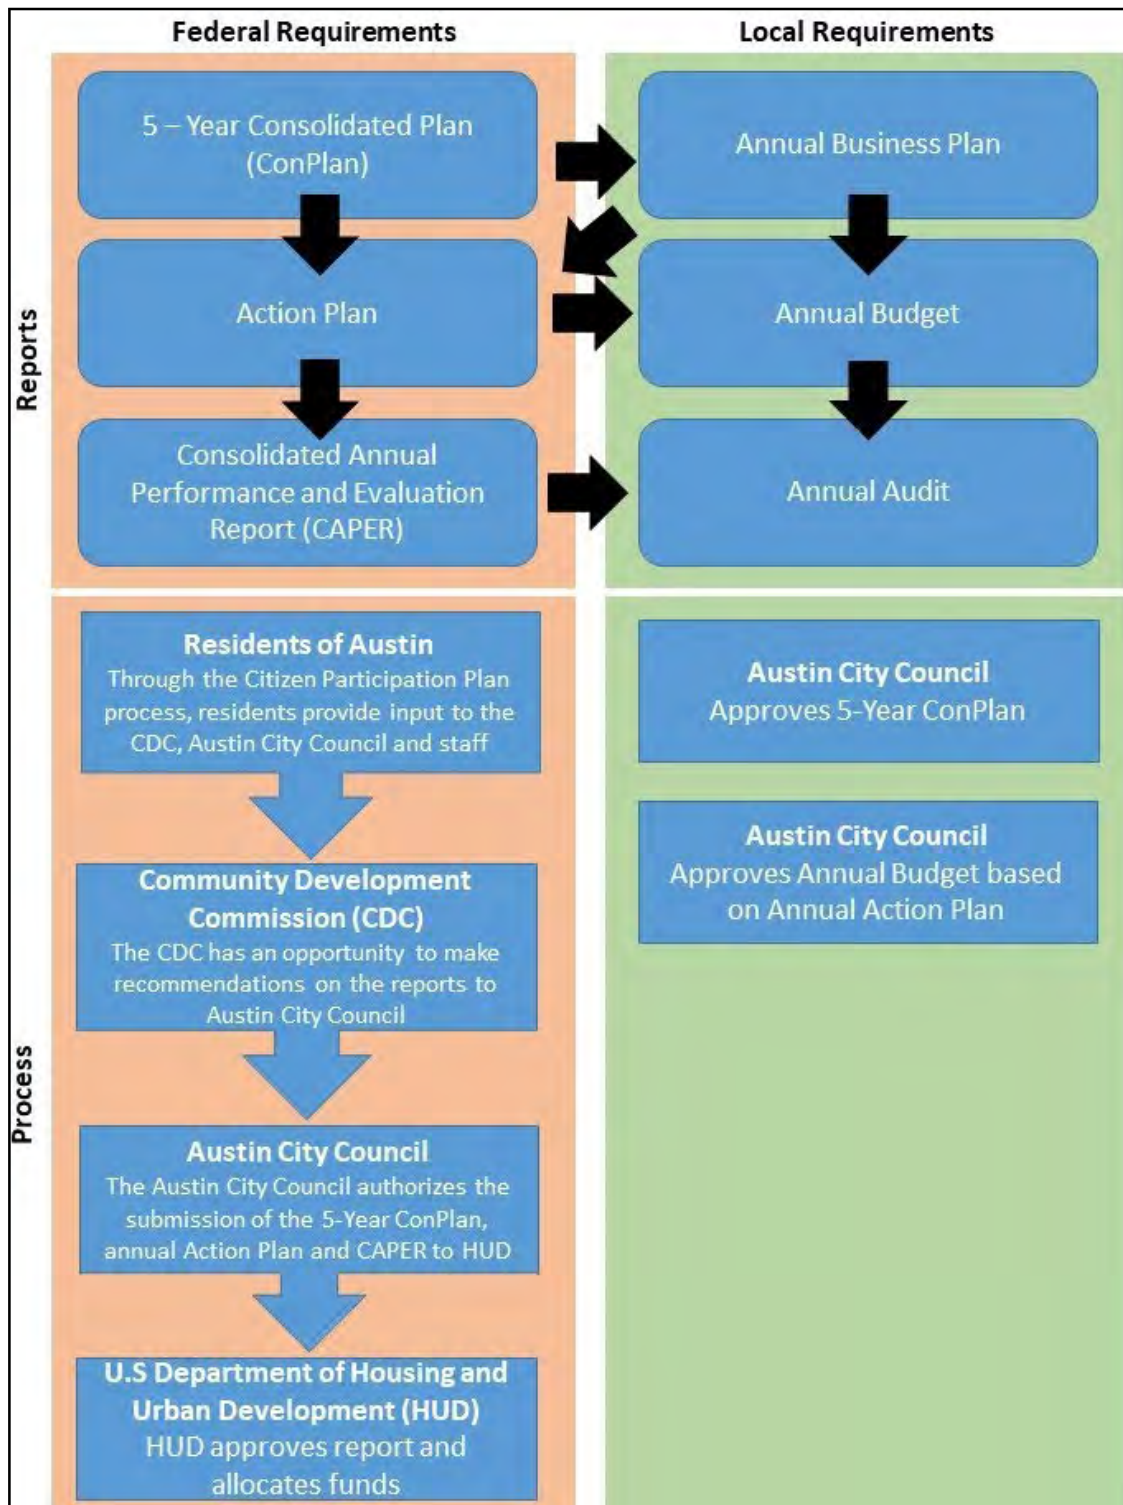 Federal Requirements
Local Requirements
Reports
5 – Year Consolidated Plan
(ConPlan)
Annual Business Plan
Action Plan
Annual Budget
Consolidated Annual
Performance and Evaluation
Report (CAPER)
Annual Audit
Process
Residents of Austin
Through the Citizen Participation Plan
process, residents provide input to the
CDC, Austin City Council and staff
Community Development
Commission (CDC)
The CDC has an opportunity to make
recommendations on the reports to
Austin City Council
Austin City Council
The Austin City Council authorizes the
submission of the 5-Year ConPlan,
annual Action Plan and CAPER to HUD
U.S Department of Housing and
Urban Development (HUD)
HUD approves report and
allocates funds
Austin City Council
Approves 5-Year ConPlan
Austin City Council
Approves Annual Budget based
on Annual Action Plan